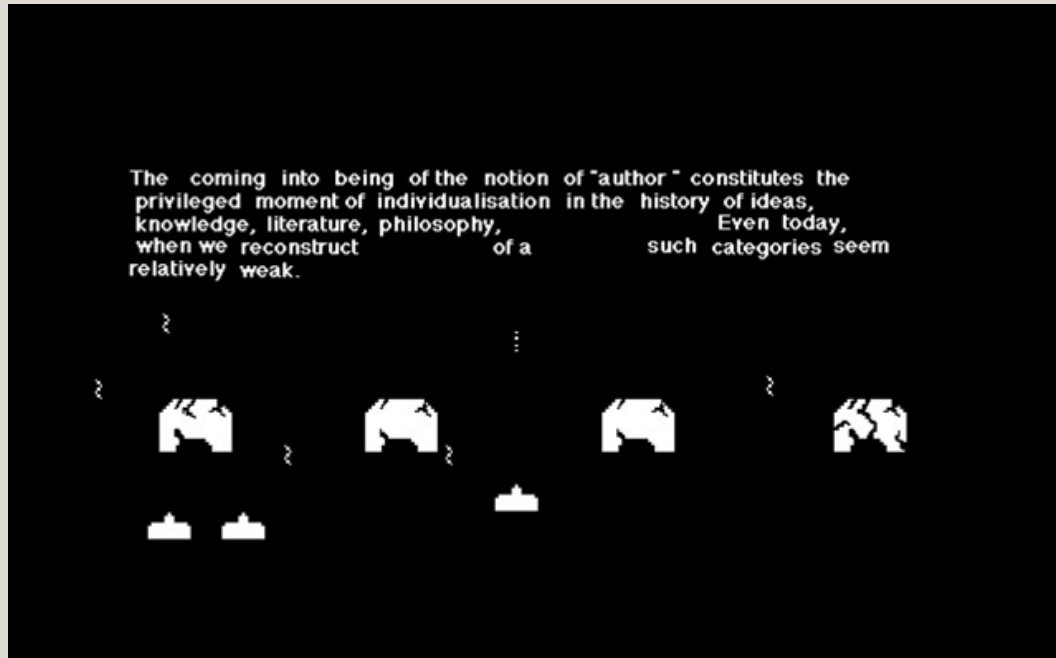 The coming into being of the notion of "author" constitutes the
privileged moment of individualisation in the history of ideas,
knowledge, literature, philosophy, Even today,
when we reconstruct of a such categories seem
relatively weak.